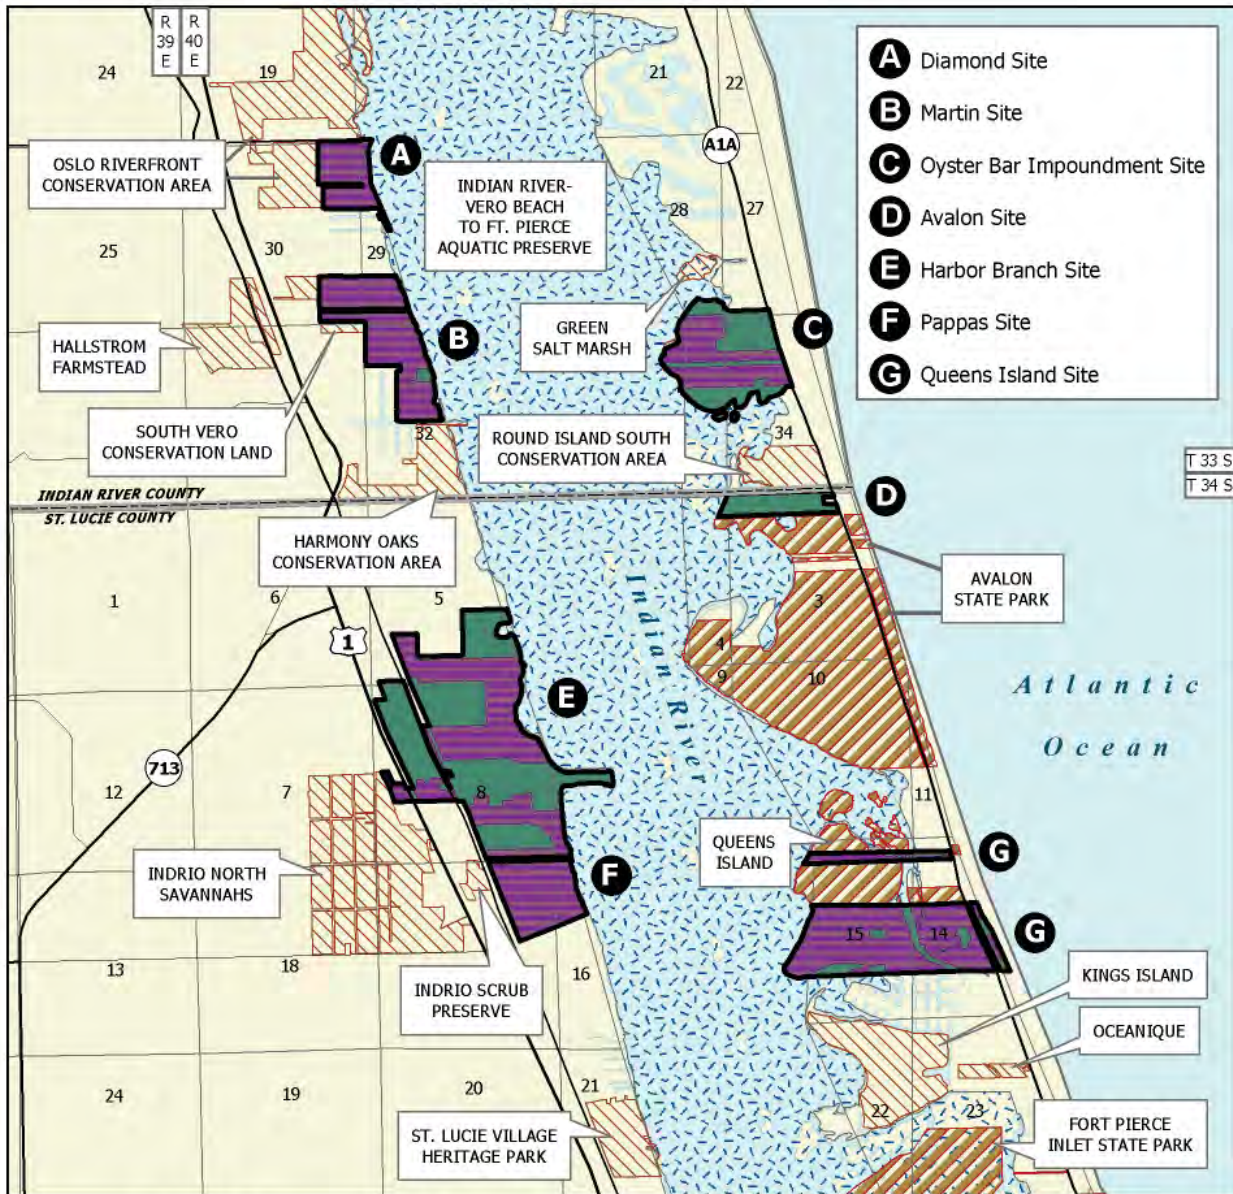 R
39
E
R
40
E
24
19
21
22
A1A
A
Diamond Site
B
Martin Site
C
Oyster Bar Impoundment Site
D
Avalon Site
E
Harbor Branch Site
F
Pappas Site
G
Queens Island Site
OSLO RIVERFRONT
CONSERVATION AREA
A
INDIAN RIVER-
VERO BEACH
TO FT. PIERCE
AQUATIC PRESERVE
28
27
25
30
29
HALLSTROM
FARMSTEAD
B
GREEN
SALT MARSH
C
SOUTH VERO
CONSERVATION LAND
32
ROUND ISLAND SOUTH
CONSERVATION AREA
34
T 33 S
T 34 S
INDIAN RIVER COUNTY
ST. LUCIE COUNTY
D
HARMONY OAKS
CONSERVATION AREA
AVALON
STATE PARK
1
6
5
3
1
4
9
10
Indian River
Atlantic
Ocean
E
713
12
7
8
11
QUEENS
ISLAND
G
INDRIO NORTH
SAVANNAHS
F
15
14
G
13
18
16
INDRIO SCRUB
PRESERVE
KINGS ISLAND
OCEANIQUE
24
19
20
21
22
23
ST. LUCIE VILLAGE
HERITAGE PARK
FORT PIERCE
INLET STATE PARK